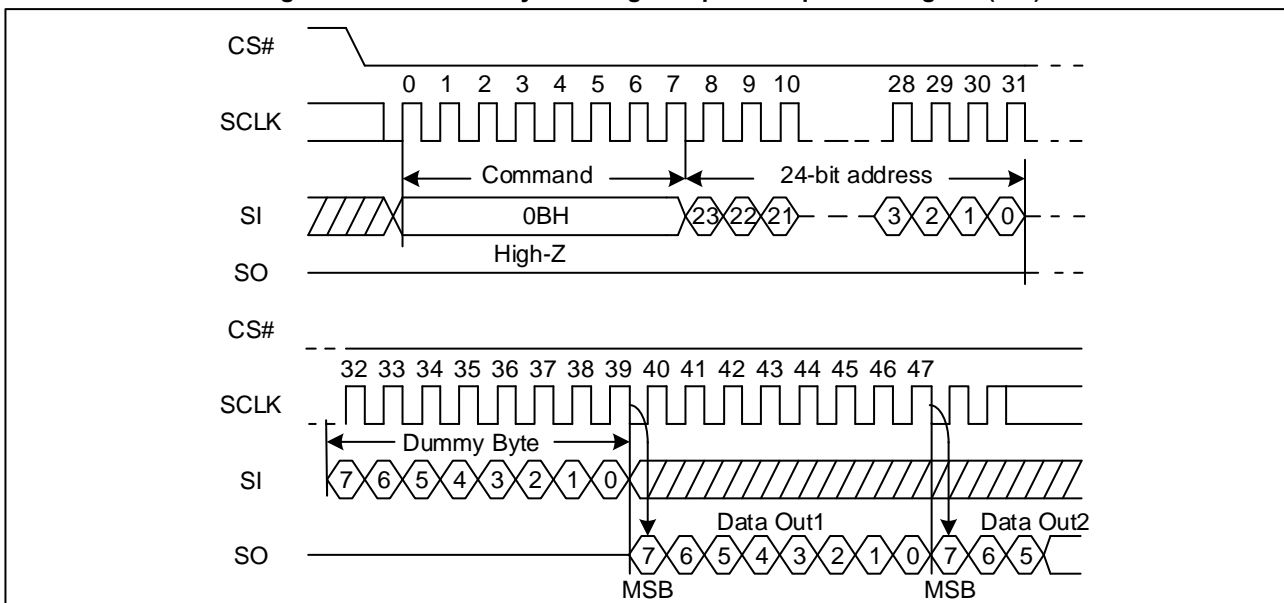 CS#
0 1 2 3 4 5 6 7 8 9 10 28 29 30 31
SCLK
Command 24-bit address
SI 0BH 23 22 21 3 2 1 0
High-Z
SO
CS#
32 33 34 35 36 37 38 39 40 41 42 43 44 45 46 47
SCLK
Dummy Byte
SI 7 6 5 4 3 2 1 0
Data Out1 Data Out2
SO 7 6 5 4 3 2 1 0 7 6 5
MSB MSB